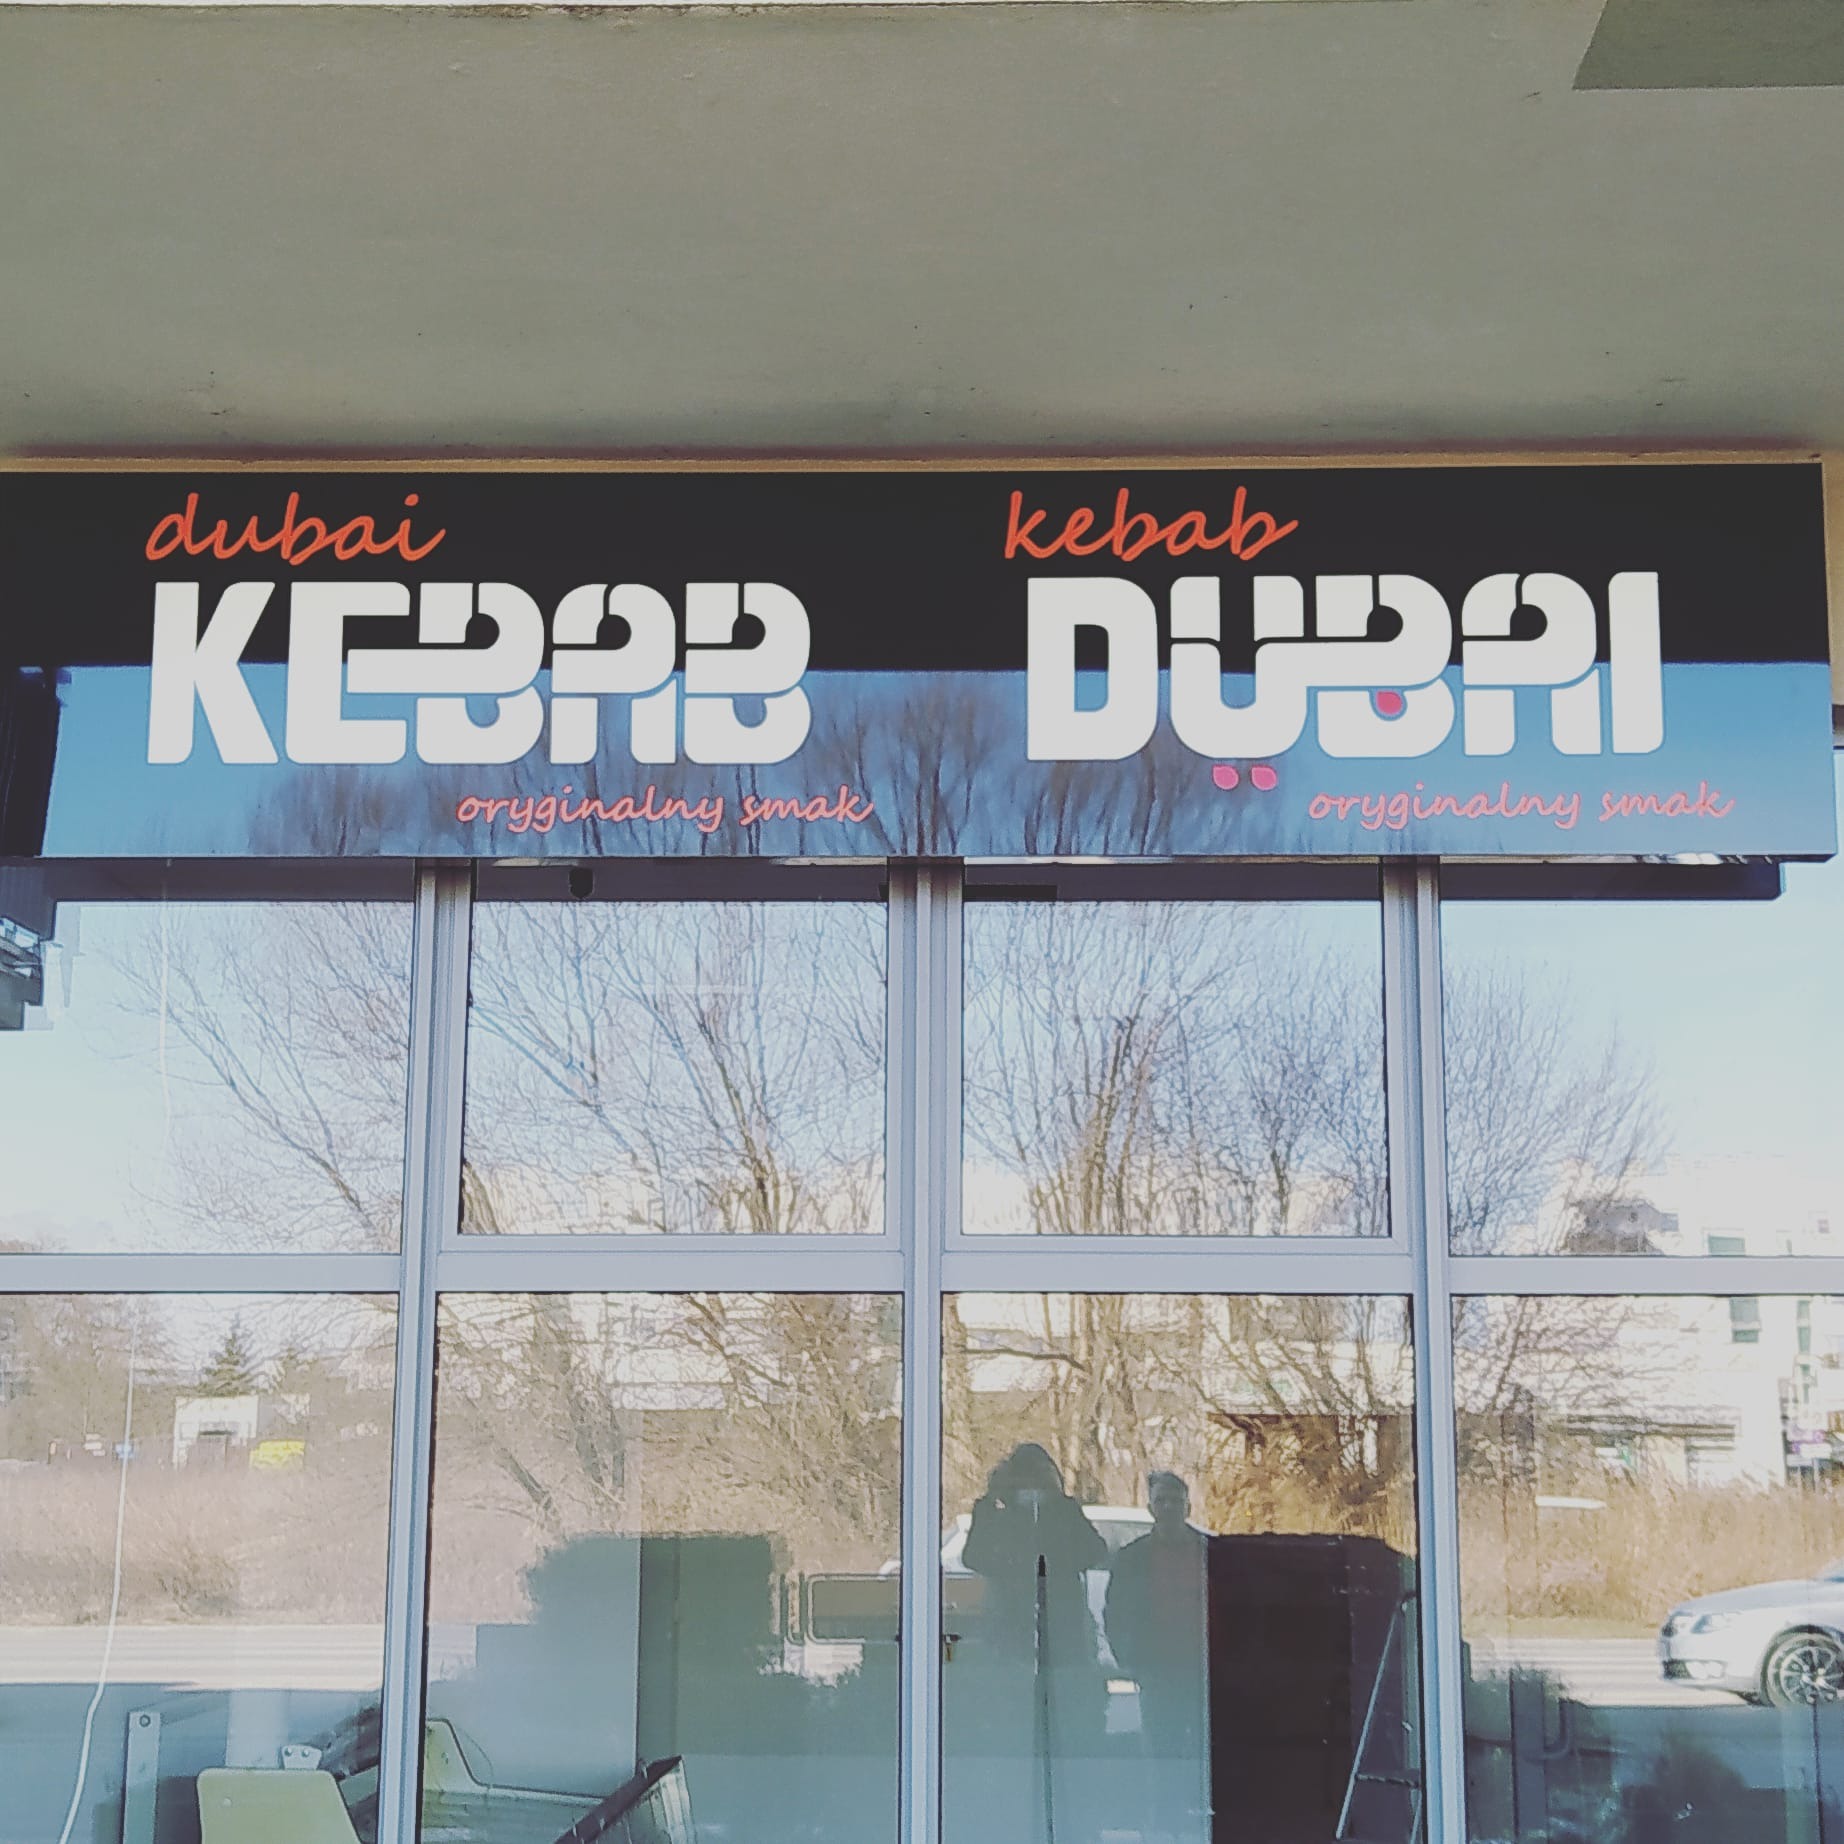 dubai
KEBAB
oryginalny smak
kebab
DUBAI
oryginalny smak